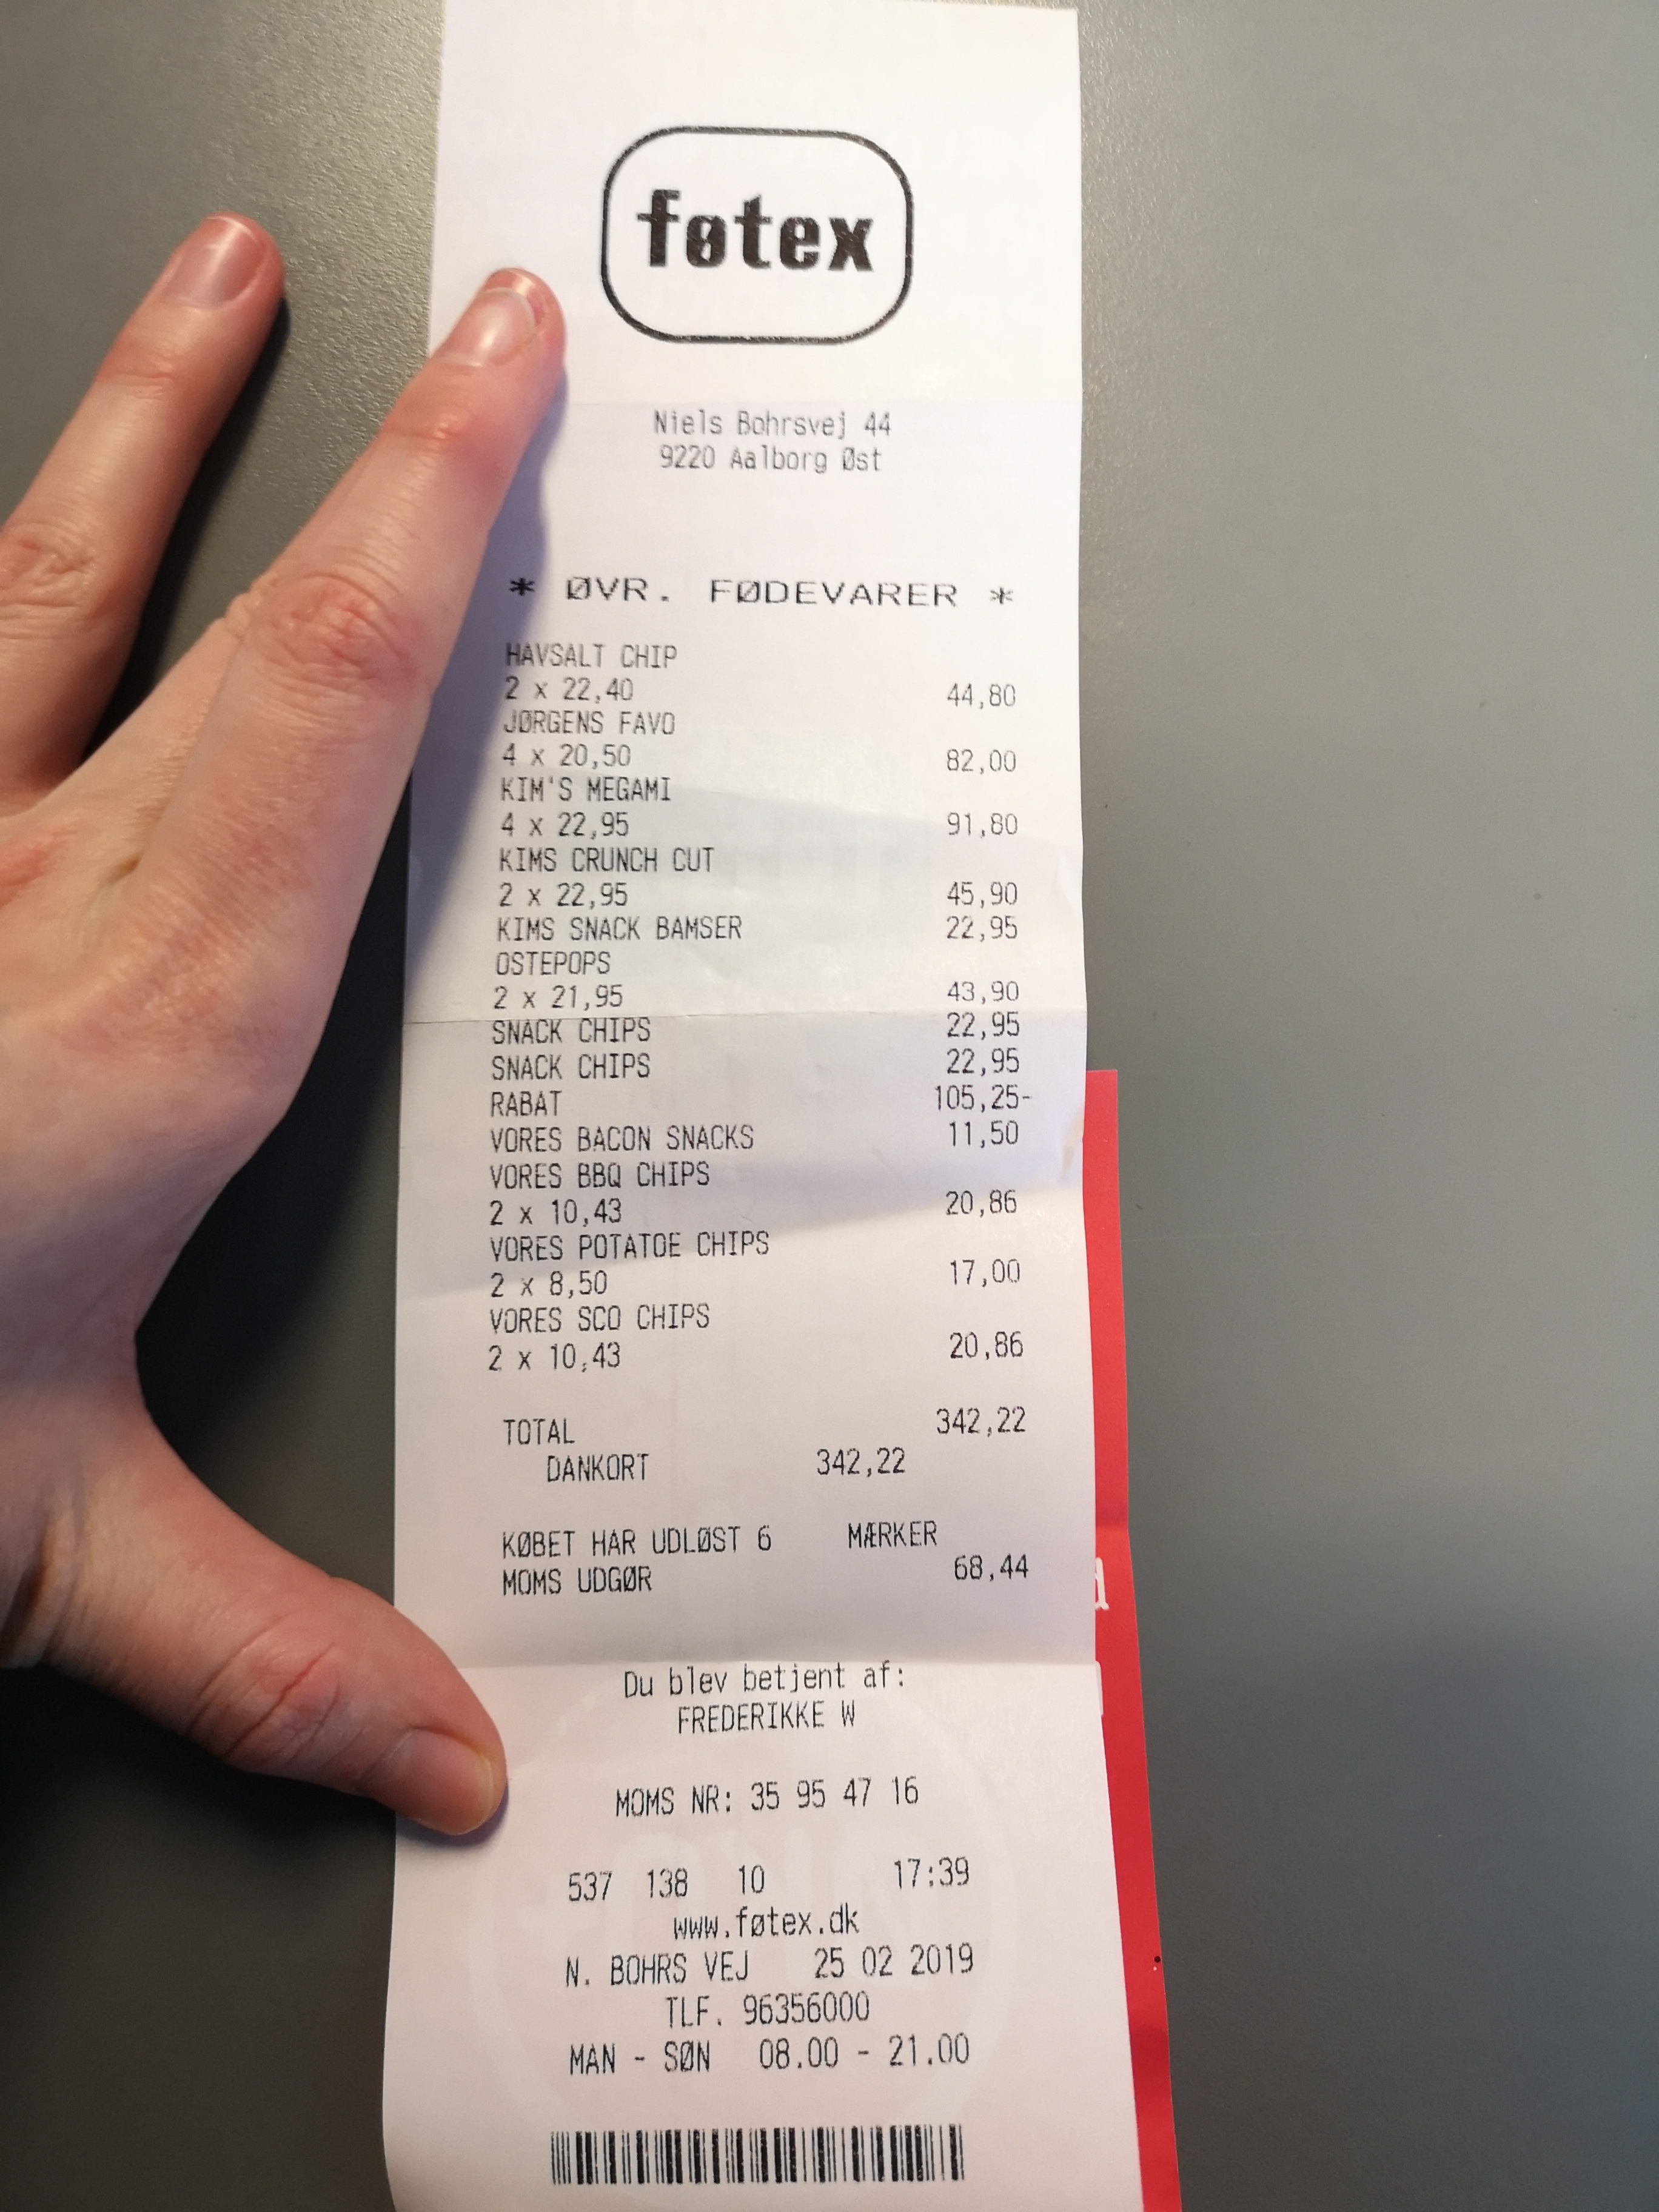 føtex
Niels Bohrsvej 44
9220 Aalborg Øst
* ØVR. FØDEVARER *
HAVSALT CHIP
2 x 22,40 44,80
JØRGENS FAVO
4 x 20,50 82,00
KIM'S MEGAMI
4 x 22,95 91,80
KIMS CRUNCH CUT
2 x 22,95 45,90
KIMS SNACK BAMSER 22,95
OSTEPOPS
2 x 21,95 43,90
SNACK CHIPS 22,95
SNACK CHIPS 22,95
RABAT 105,25-
VORES BACON SNACKS 11,50
VORES BBQ CHIPS
2 x 10,43 20,86
VORES POTATOE CHIPS
2 x 8,50 17,00
VORES SCO CHIPS
2 x 10,43 20,86
TOTAL 342,22
DANKORT 342,22
KØBET HAR UDLØST 6 MÆRKER
MOMS UDGØR 68,44
Du blev betjent af:
FREDERIKKE W
MOMS NR: 35 95 47 16
537 138 10 17:39
www.føtex.dk
N. BOHRS VEJ 25 02 2019
TLF. 96356000
MAN - SØN 08.00 - 21.00